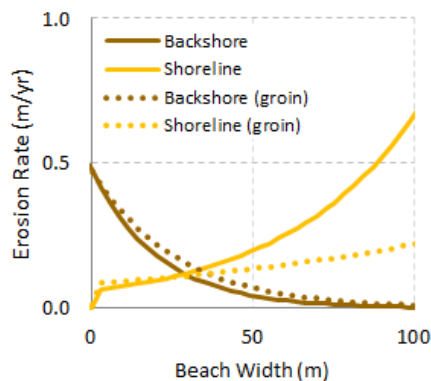 1.0
Backshore
Shoreline
Backshore (groin)
Shoreline (groin)
Erosion Rate (m/yr)
0.5
0.0
0
50
100
Beach Width (m)